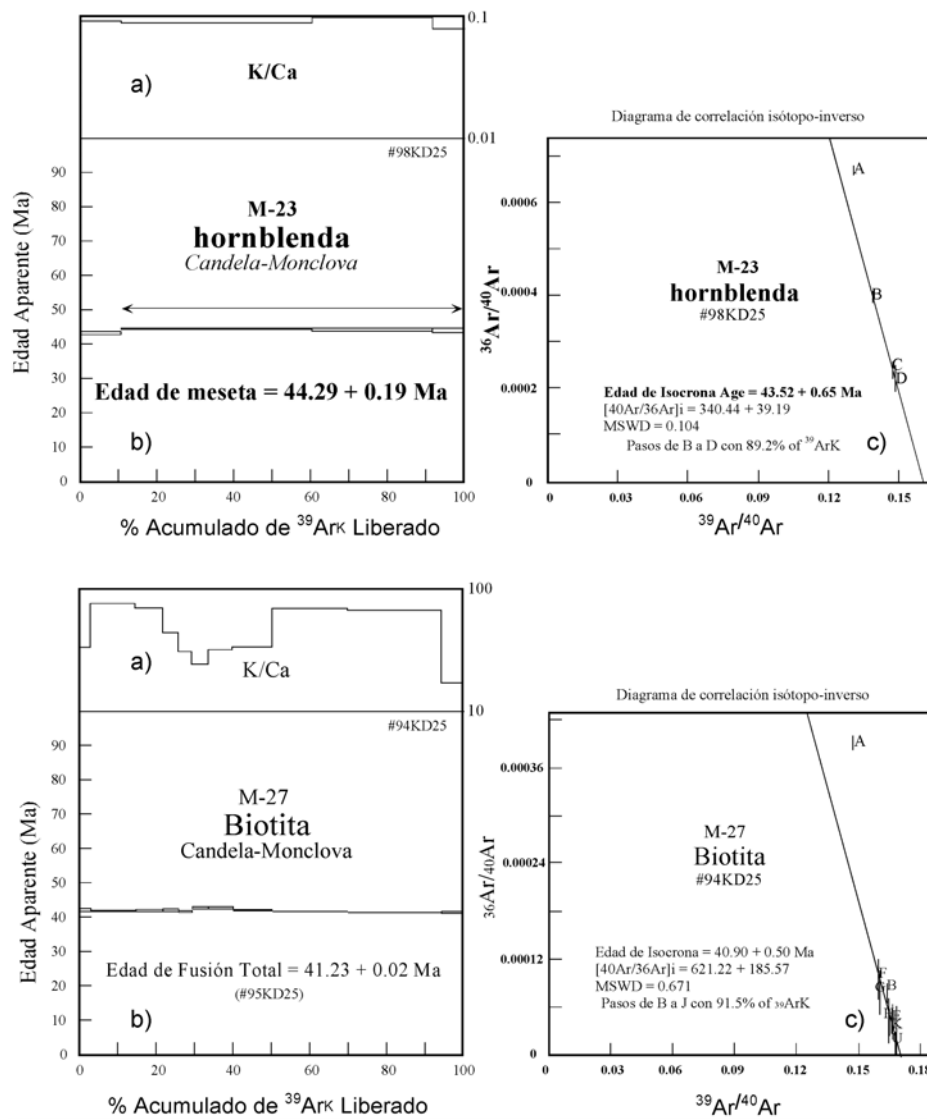 0.1
a)
K/Ca
0.01
#98KD25
M-23
hornblenda
Candela-Monclova
Edad de meseta = 44.29 + 0.19 Ma
b)
Edad Aparente (Ma)
90
80
70
60
50
40
30
20
10
0
0 20 40 60 80 100
% Acumulado de ³⁹Arᴋ Liberado
Diagrama de correlación isótopo-inverso
A
B
C
D
M-23
hornblenda
#98KD25
Edad de Isocrona Age = 43.52 + 0.65 Ma
[40Ar/36Ar]i = 340.44 + 39.19
MSWD = 0.104
Pasos de B a D con 89.2% of ³⁹ArK
c)
³⁶Ar/⁴⁰Ar
0.0006
0.0004
0.0002
0
0 0.03 0.06 0.09 0.12 0.15
³⁹Ar/⁴⁰Ar
100
a)
K/Ca
10
#94KD25
M-27
Biotita
Candela-Monclova
Edad de Fusión Total = 41.23 + 0.02 Ma
(#95KD25)
b)
Edad Aparente (Ma)
90
80
70
60
50
40
30
20
10
0
0 20 40 60 80 100
% Acumulado de ³⁹Arᴋ Liberado
Diagrama de correlación isótopo-inverso
A
F
G
B
K
M-27
Biotita
#94KD25
Edad de Isocrona = 40.90 + 0.50 Ma
[40Ar/36Ar]i = 621.22 + 185.57
MSWD = 0.671
Pasos de B a J con 91.5% of ₃₉ArK
c)
36Ar/40Ar
0.00036
0.00024
0.00012
0
0 0.03 0.06 0.09 0.12 0.15 0.18
³⁹Ar/⁴⁰Ar